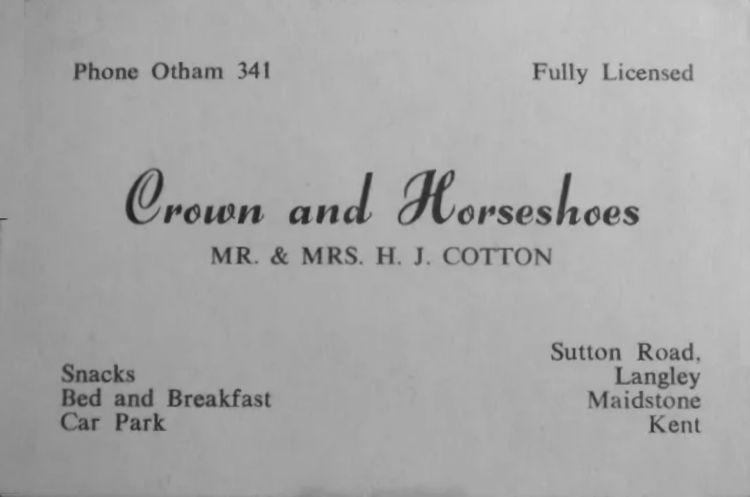 Phone Otham 341
Fully Licensed
Crown and Horseshoes
MR. & MRS. H. J. COTTON
Snacks
Bed and Breakfast
Car Park
Sutton Road,
Langley
Maidstone
Kent